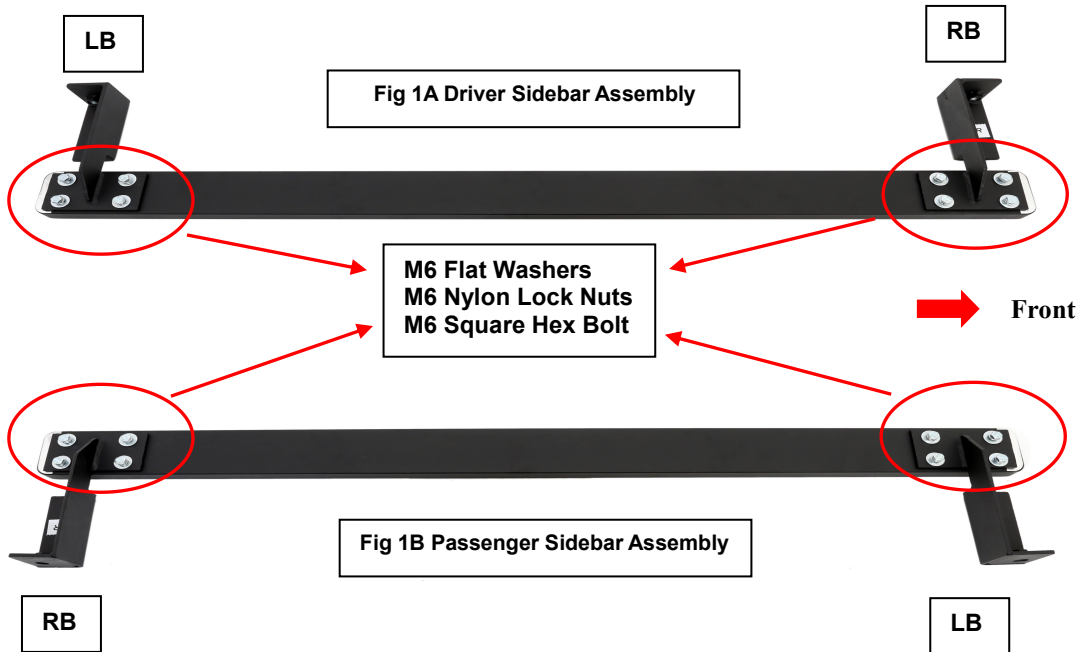 LB
RB
Fig 1A Driver Sidebar Assembly
M6 Flat Washers
M6 Nylon Lock Nuts
M6 Square Hex Bolt
Front
Fig 1B Passenger Sidebar Assembly
RB
LB